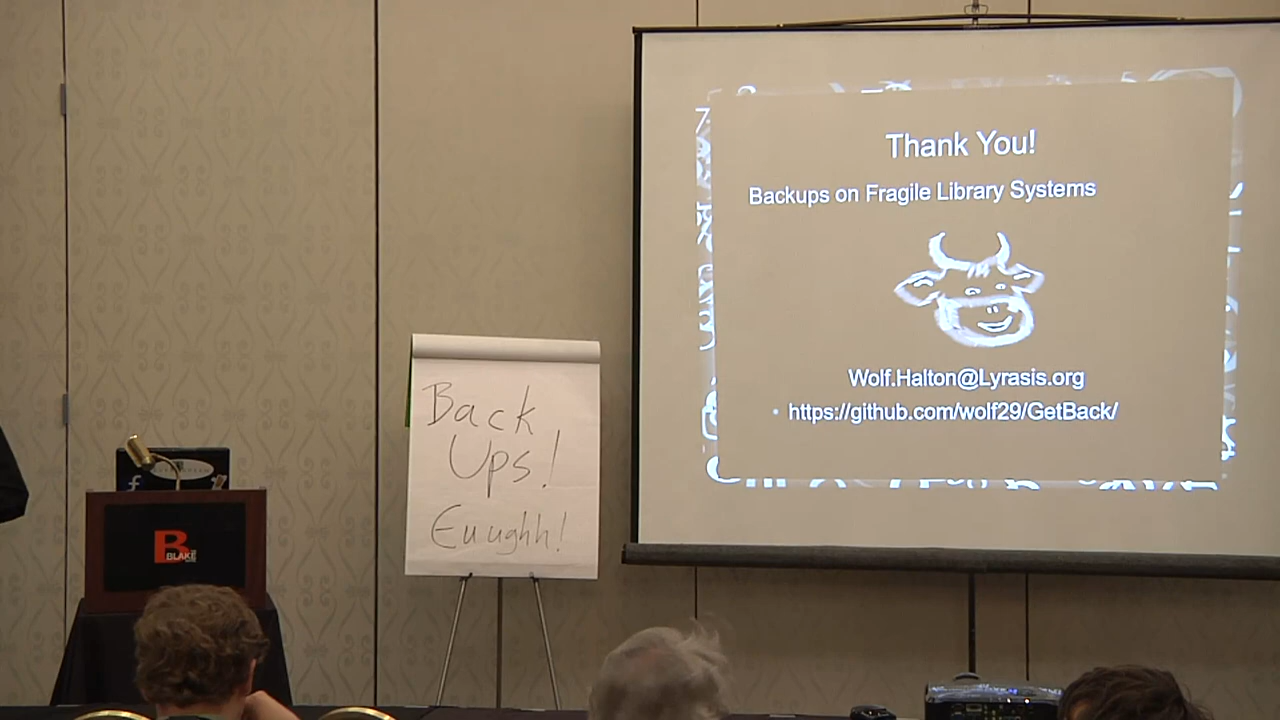 Thank You!
Backups on Fragile Library Systems
Wolf.Halton@Lyrasis.org
• https://github.com/wolf29/GetBack/
Back
Ups!
Euughh!
B
BLAKE
f